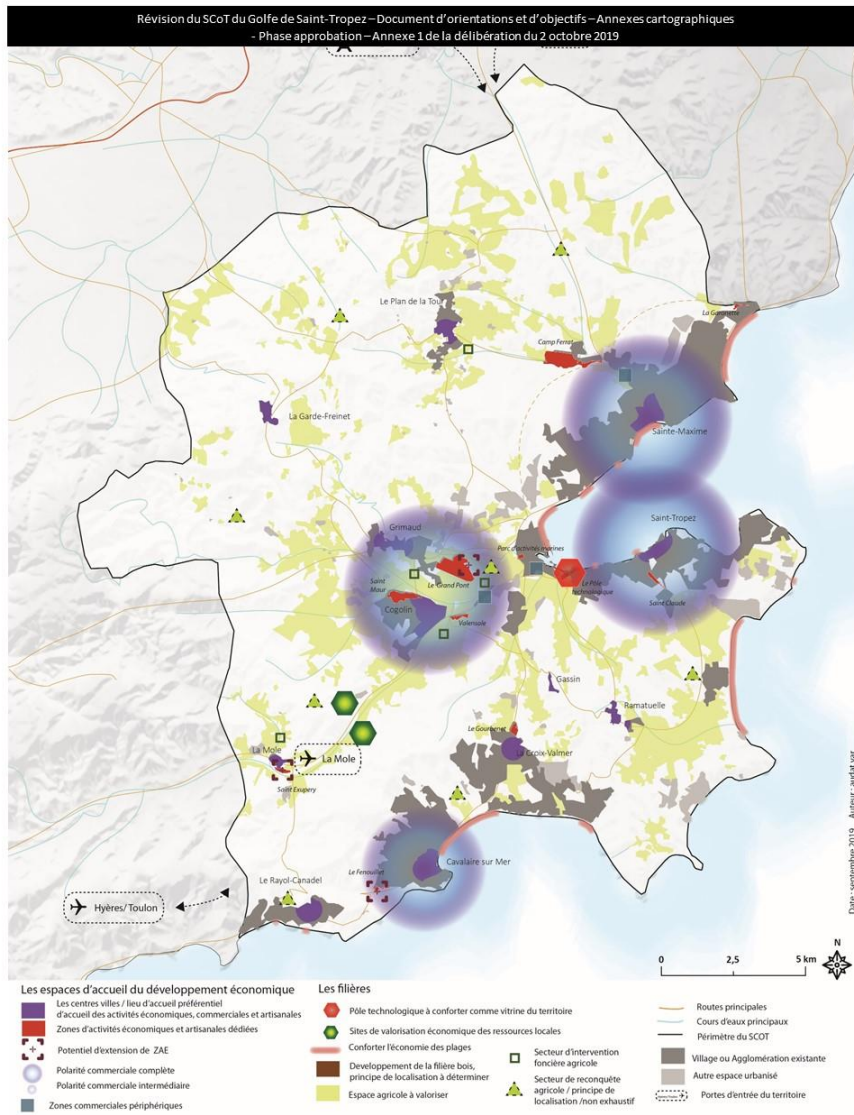 Révision du SCoT du Golfe de Saint-Tropez – Document d'orientations et d'objectifs – Annexes cartographiques
- Phase approbation – Annexe 1 de la délibération du 2 octobre 2019
Le Plan de la Tour
La Garonnette
Camp Ferrat
La Garde-Freinet
Sainte-Maxime
Saint-Tropez
Grimaud
Parc d'activités marines
Saint
Maur
Le Grand Pont
Le Pôle
technologique
Saint Claude
Cogolin
Valensole
Gassin
Ramatuelle
Le Gourbenet
La Croix-Valmer
La Mole
La Mole
Saint Exupery
Cavalaire sur Mer
Le Fenouillet
Le Rayol-Canadel
Hyères/ Toulon
Date : septembre 2019 Auteur : audat.var
0 2,5 5 km
N
Les espaces d'accueil du développement économique
Les centres villes / lieu d'accueil préférentiel
d'accueil des activités économiques, commerciales et artisanales
Zones d'activités économiques et artisanales dédiées
Potentiel d'extension de ZAE
Polarité commerciale complète
Polarité commerciale intermédiaire
Zones commerciales périphériques
Les filières
Pôle technologique à conforter comme vitrine du territoire
Sites de valorisation économique des ressources locales
Conforter l'économie des plages
Developpement de la filière bois,
principe de localisation à déterminer
Espace agricole à valoriser
Secteur d'intervention
foncière agricole
Secteur de reconquête
agricole / principe de
localisation /non exhaustif
Routes principales
Cours d'eaux principaux
Périmètre du SCOT
Village ou Agglomération existante
Autre espace urbanisé
Portes d'entrée du territoire